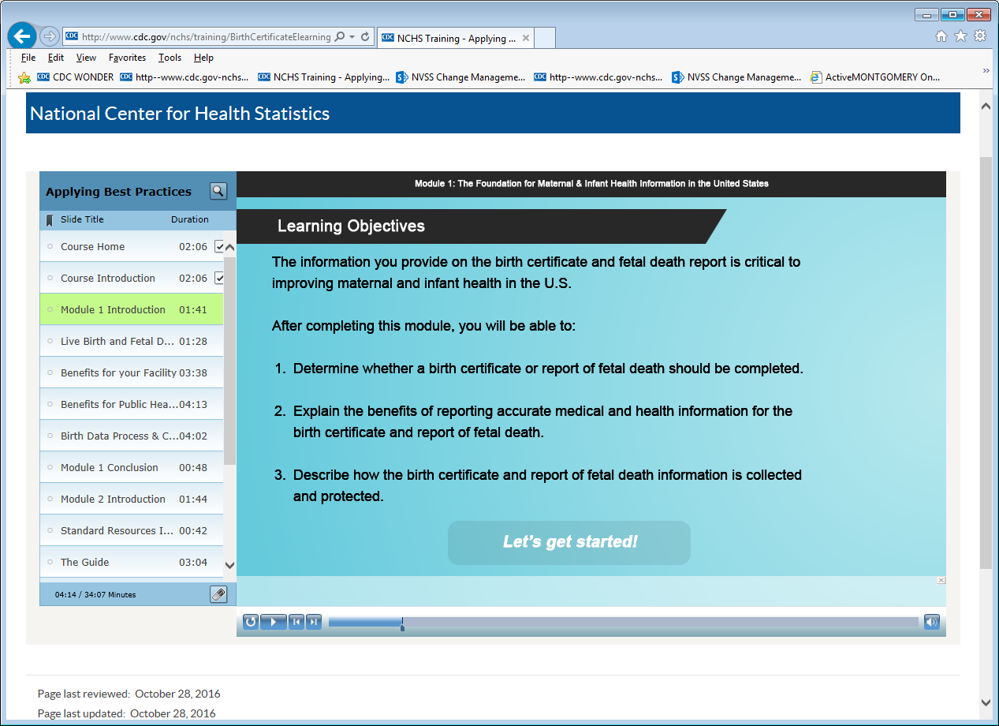 http://www.cdc.gov/nchs/training/BirthCertificateElearning
CDC NCHS Training - Applying ...
File Edit View Favorites Tools Help
CDC CDC WONDER CDC http--www.cdc.gov-nchs... CDC NCHS Training - Applying... NVSS Change Manageme... CDC http--www.cdc.gov-nchs... NVSS Change Manageme... ActiveMONTGOMERY On...
National Center for Health Statistics
Applying Best Practices
Slide Title Duration
Course Home 02:06
Course Introduction 02:06
Module 1 Introduction 01:41
Live Birth and Fetal D... 01:28
Benefits for your Facility 03:38
Benefits for Public Hea... 04:13
Birth Data Process & C... 04:02
Module 1 Conclusion 00:48
Module 2 Introduction 01:44
Standard Resources I... 00:42
The Guide 03:04
04:14 / 34:07 Minutes
Module 1: The Foundation for Maternal & Infant Health Information in the United States
Learning Objectives
The information you provide on the birth certificate and fetal death report is critical to
improving maternal and infant health in the U.S.
After completing this module, you will be able to:
1. Determine whether a birth certificate or report of fetal death should be completed.
2. Explain the benefits of reporting accurate medical and health information for the
birth certificate and report of fetal death.
3. Describe how the birth certificate and report of fetal death information is collected
and protected.
Let's get started!
Page last reviewed: October 28, 2016
Page last updated: October 28, 2016